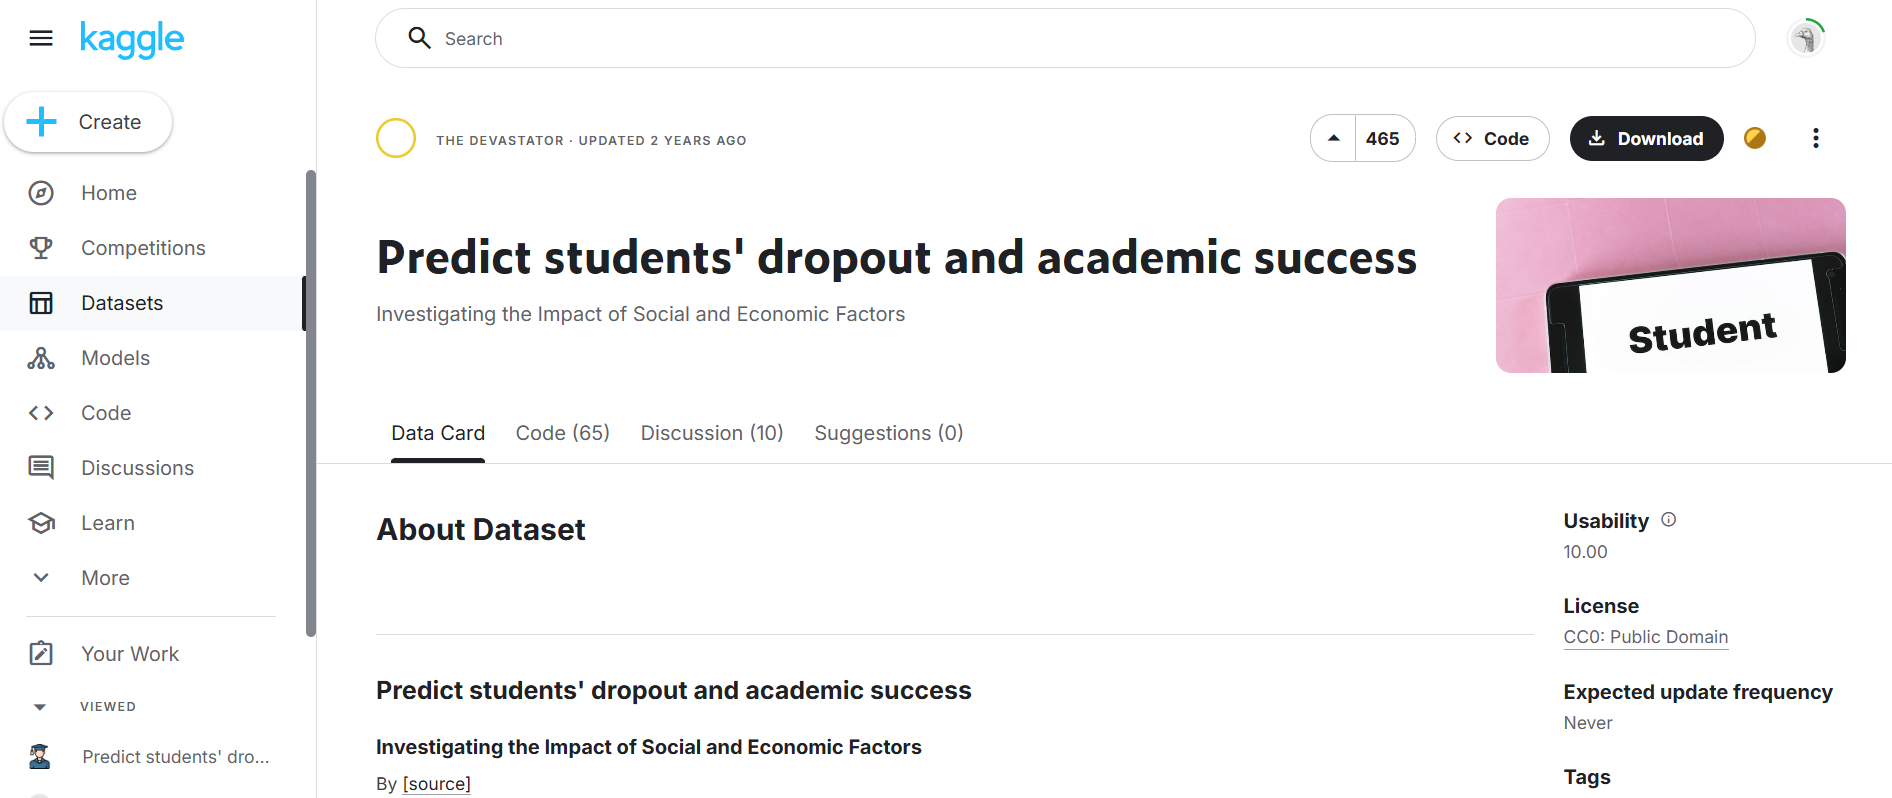 kaggle
Search
Create
Home
Competitions
Datasets
Models
Code
Discussions
Learn
More
Your Work
VIEWED
Predict students' dro...
THE DEVASTATOR · UPDATED 2 YEARS AGO
465
Code
Download
Predict students' dropout and academic success
Investigating the Impact of Social and Economic Factors
Student
Data Card
Code (65)
Discussion (10)
Suggestions (0)
About Dataset
Predict students' dropout and academic success
Investigating the Impact of Social and Economic Factors
By [source]
Usability
10.00
License
CC0: Public Domain
Expected update frequency
Never
Tags